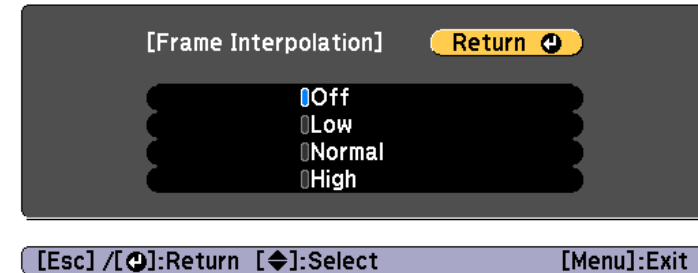 [Frame Interpolation] Return
Off
Low
Normal
High
[Esc] /[ ]:Return [ ]:Select [Menu]:Exit